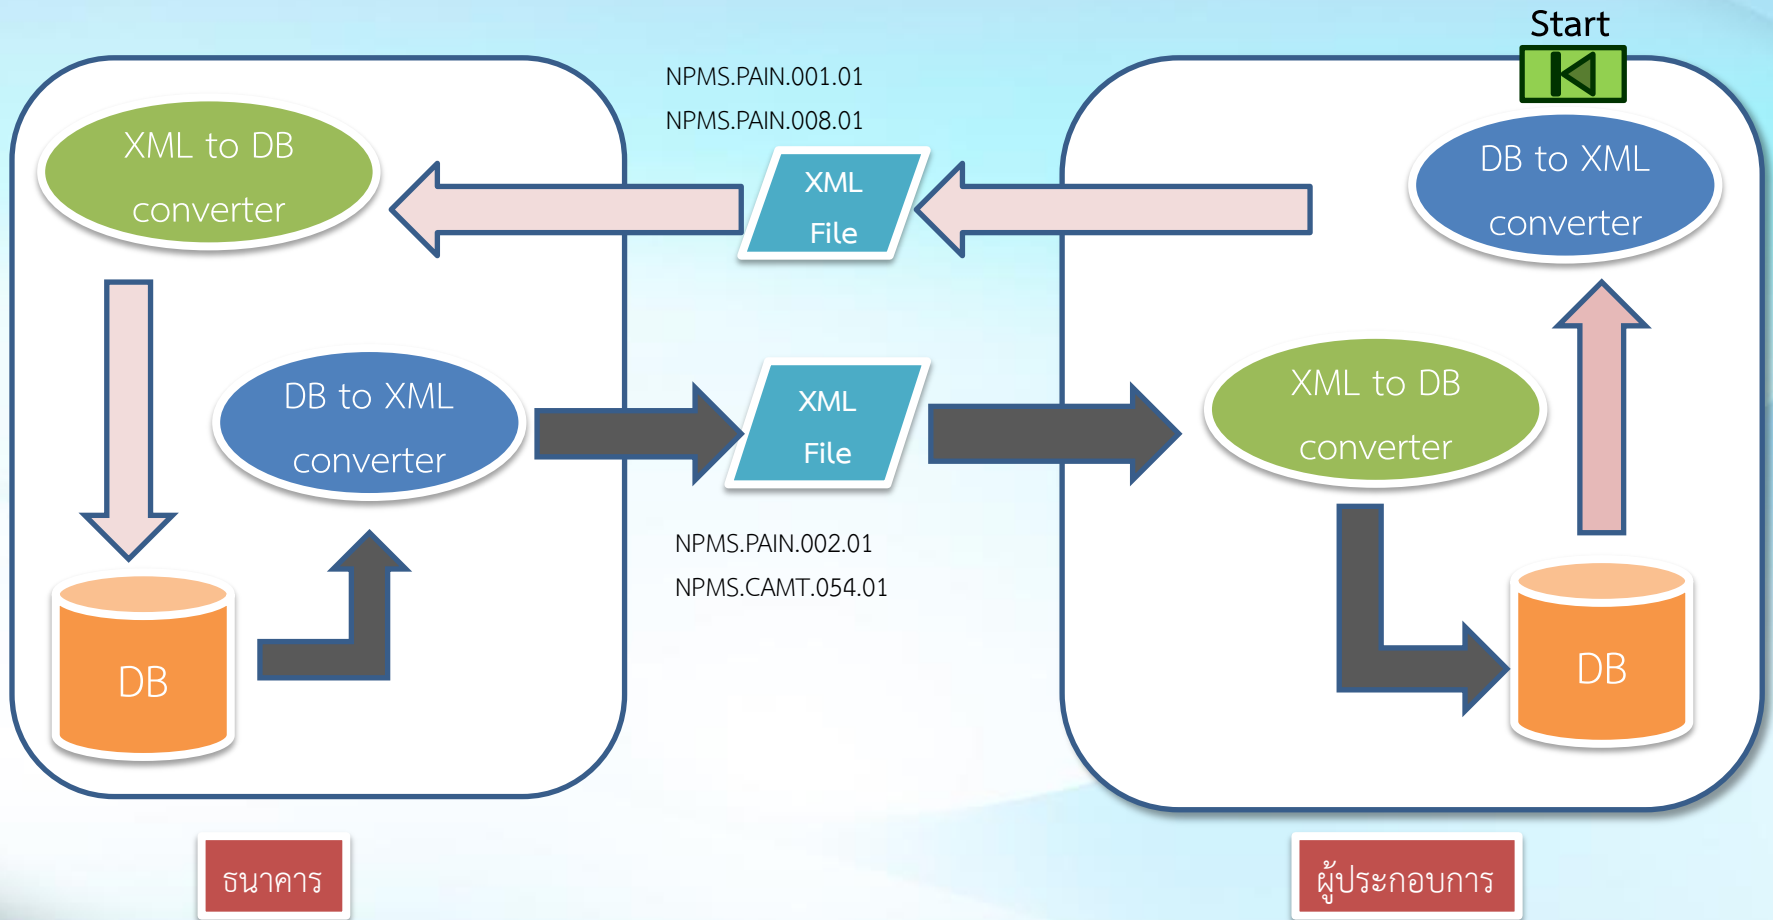 Start
NPMS.PAIN.001.01
NPMS.PAIN.008.01
XML to DB
converter
XML
File
DB to XML
converter
DB to XML
converter
XML
File
XML to DB
converter
NPMS.PAIN.002.01
NPMS.CAMT.054.01
DB
DB
ธนาคาร
ผู้ประกอบการ